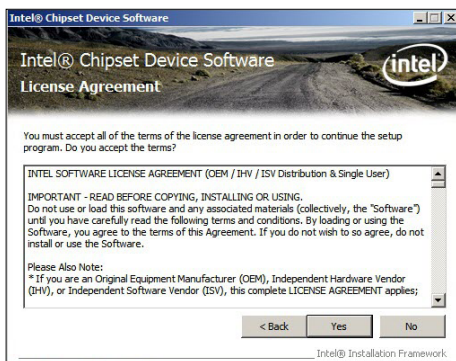 Intel® Chipset Device Software
Intel® Chipset Device Software
intel
License Agreement
You must accept all of the terms of the license agreement in order to continue the setup
program. Do you accept the terms?
INTEL SOFTWARE LICENSE AGREEMENT (OEM / IHV / ISV Distribution & Single User)
IMPORTANT - READ BEFORE COPYING, INSTALLING OR USING.
Do not use or load this software and any associated materials (collectively, the "Software")
until you have carefully read the following terms and conditions. By loading or using the
Software, you agree to the terms of this Agreement. If you do not wish to so agree, do not
install or use the Software.
Please Also Note:
* If you are an Original Equipment Manufacturer (OEM), Independent Hardware Vendor
(IHV), or Independent Software Vendor (ISV), this complete LICENSE AGREEMENT applies;
< Back Yes No
Intel® Installation Framework